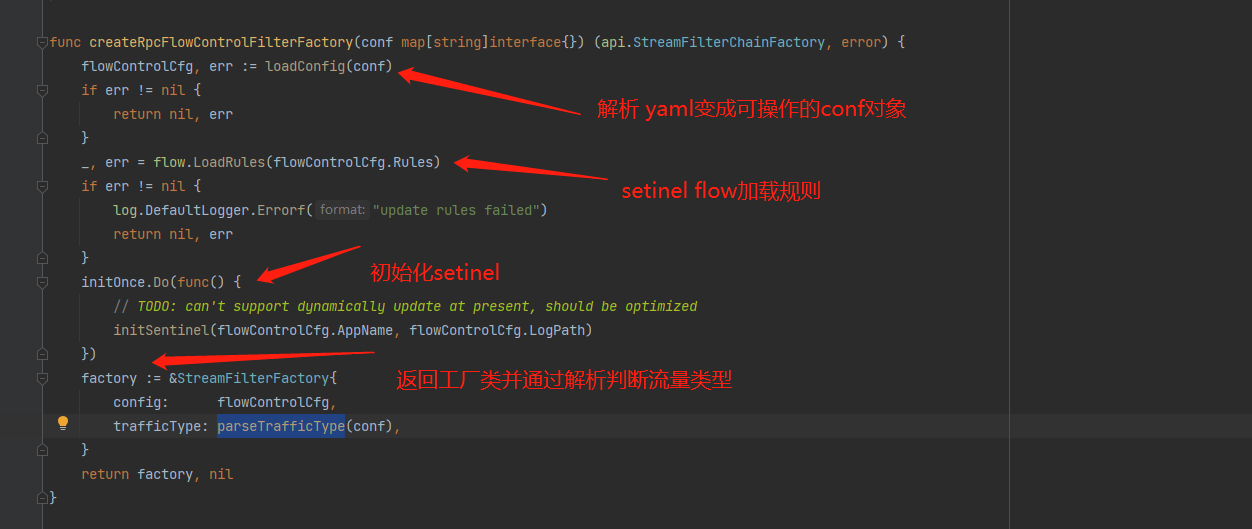 func createRpcFlowControlFilterFactory(conf map[string]interface{}) (api.StreamFilterChainFactory, error) {
flowControlCfg, err := loadConfig(conf)
if err != nil {
解析 yaml变成可操作的conf对象
return nil, err
}
_, err = flow.LoadRules(flowControlCfg.Rules)
if err != nil {
setinel flow加载规则
log.DefaultLogger.Errorf( format: "update rules failed")
return nil, err
}
初始化setinel
initOnce.Do(func() {
// TODO: can't support dynamically update at present, should be optimized
initSentinel(flowControlCfg.AppName, flowControlCfg.LogPath)
})
factory := &StreamFilterFactory{
返回工厂类并通过解析判断流量类型
config: flowControlCfg,
trafficType: parseTrafficType(conf),
}
return factory, nil
}